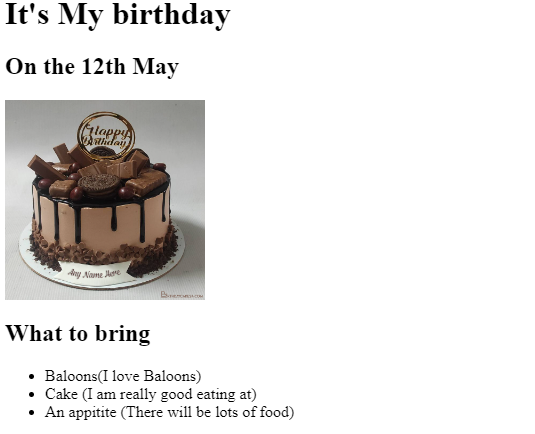 It's My birthday
On the 12th May
Happy
Birthday
Any Name Here
What to bring
Baloons(I love Baloons)
Cake (I am really good eating at)
An appitite (There will be lots of food)